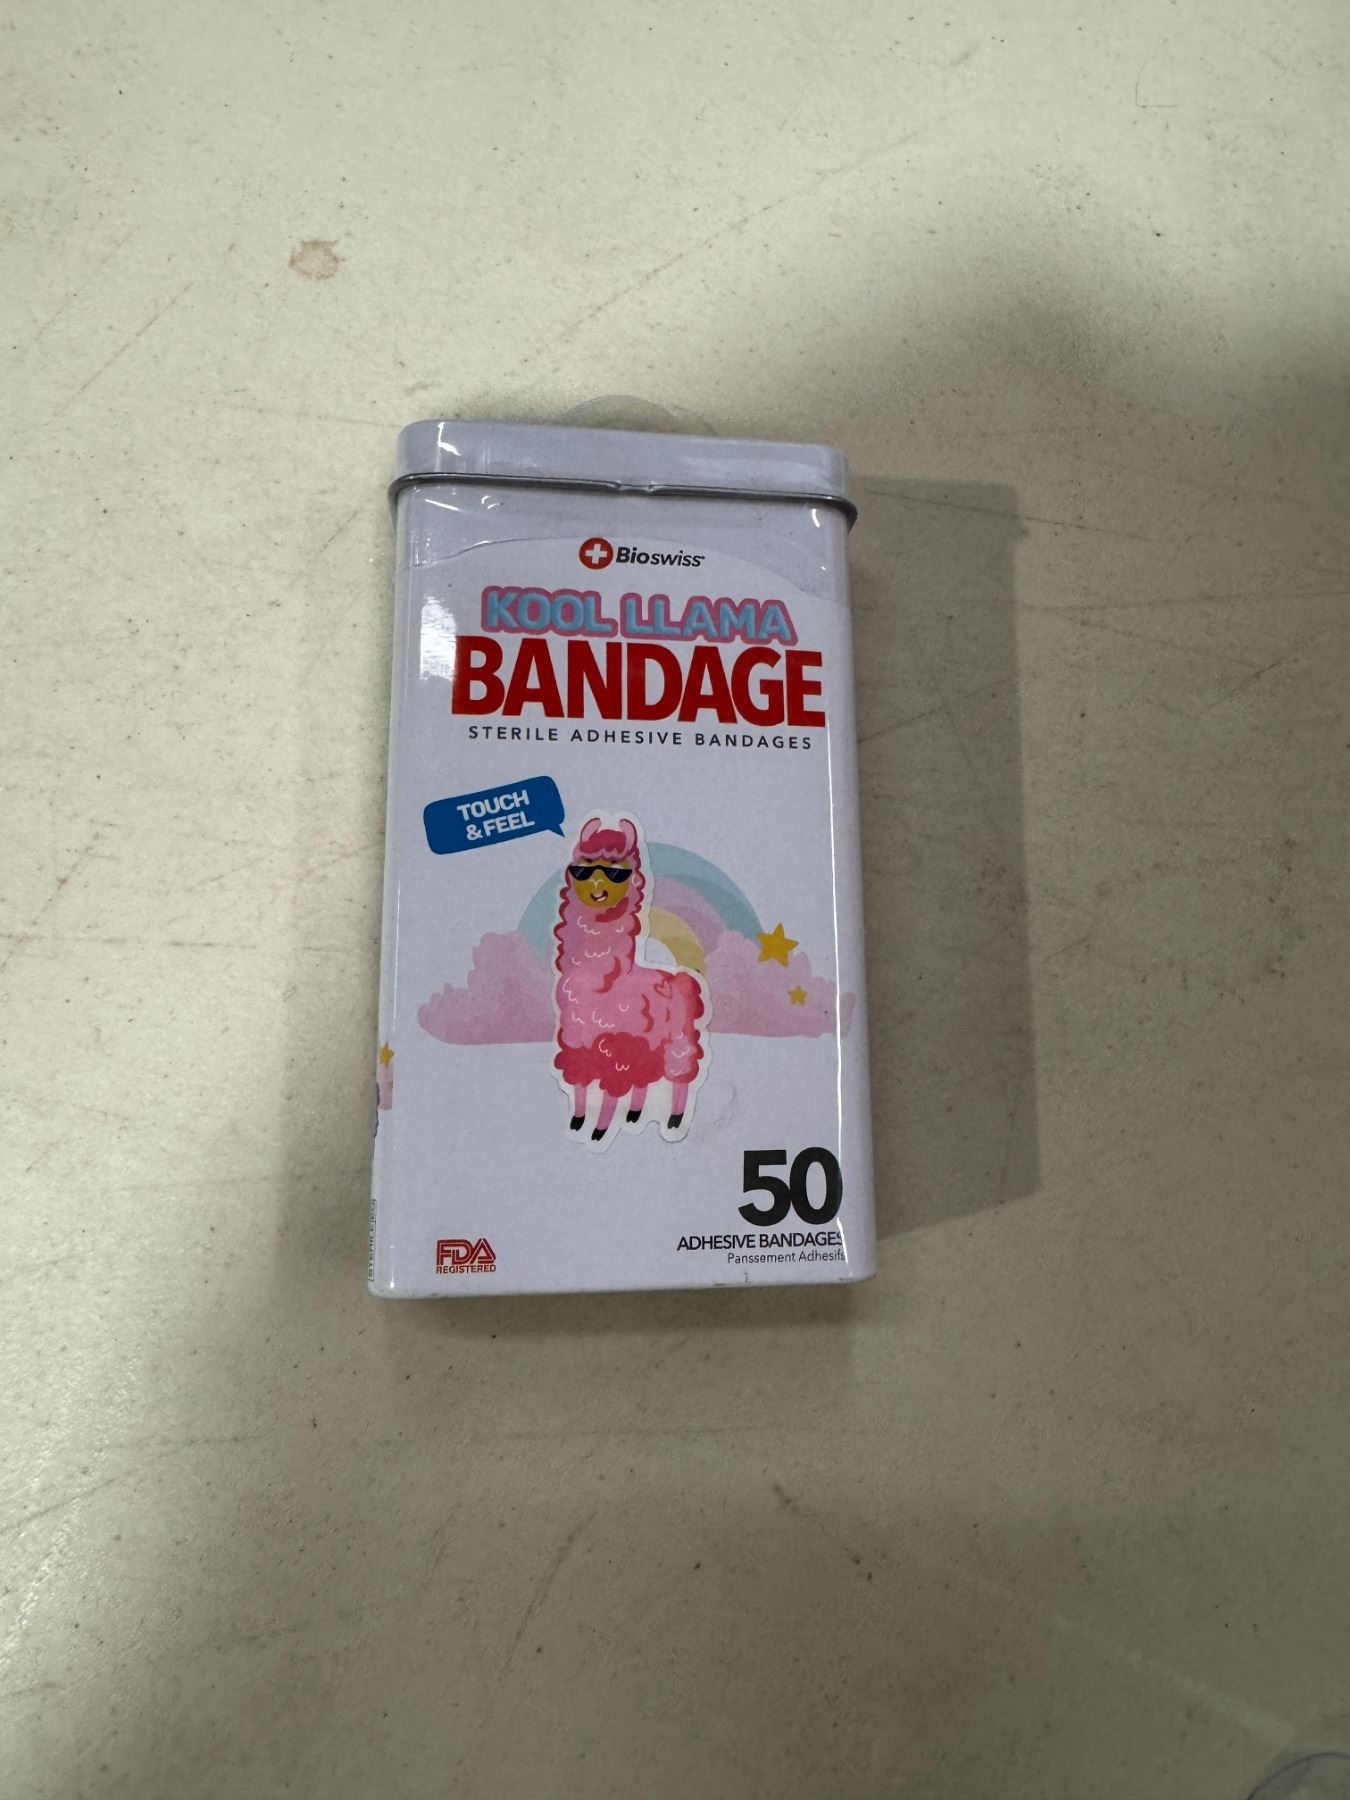 Bioswiss
KOOL LLAMA
BANDAGE
STERILE ADHESIVE BANDAGES
TOUCH
& FEEL
50
ADHESIVE BANDAGES
Panssement Adhesifs
FDA
REGISTERED